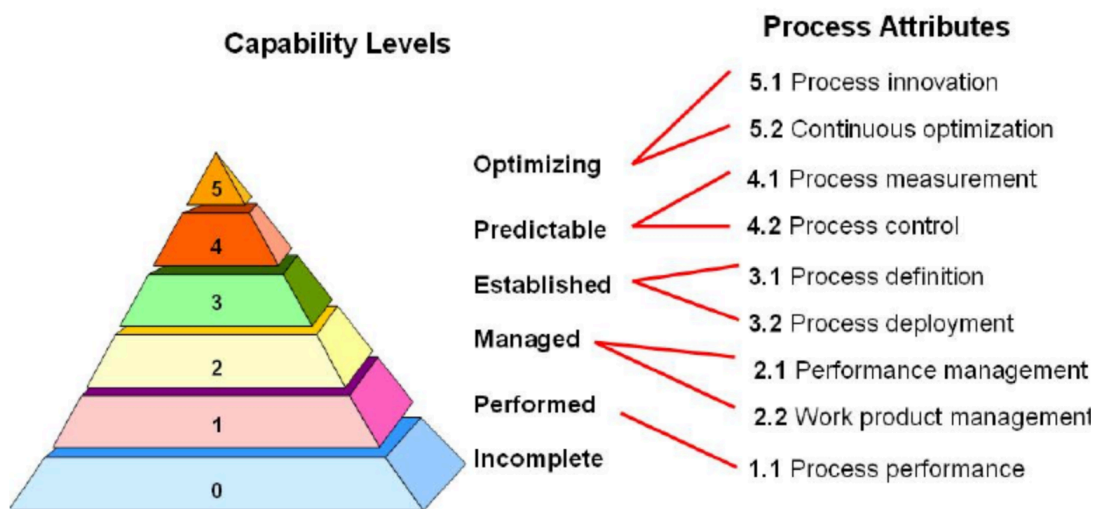 Capability Levels
Process Attributes
5
4
3
2
1
0
Optimizing
Predictable
Established
Managed
Performed
Incomplete
5.1 Process innovation
5.2 Continuous optimization
4.1 Process measurement
4.2 Process control
3.1 Process definition
3.2 Process deployment
2.1 Performance management
2.2 Work product management
1.1 Process performance